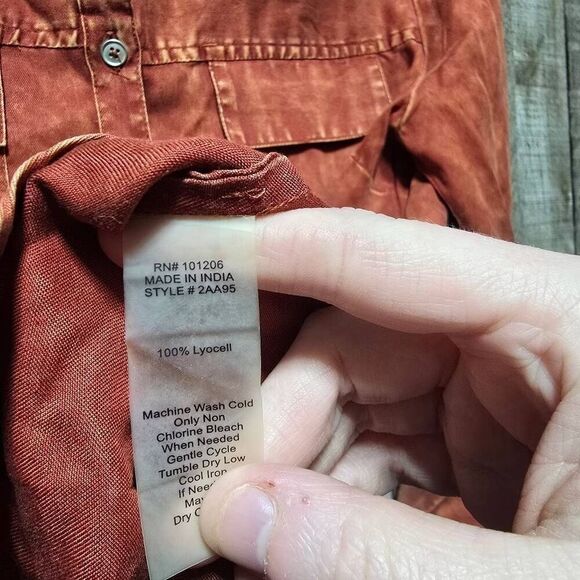 RN# 101206
MADE IN INDIA
STYLE # 2AA95
100% Lyocell
Machine Wash Cold
Only Non
Chlorine Bleach
When Needed
Gentle Cycle
Tumble Dry Low
Cool Iron
If
Dry